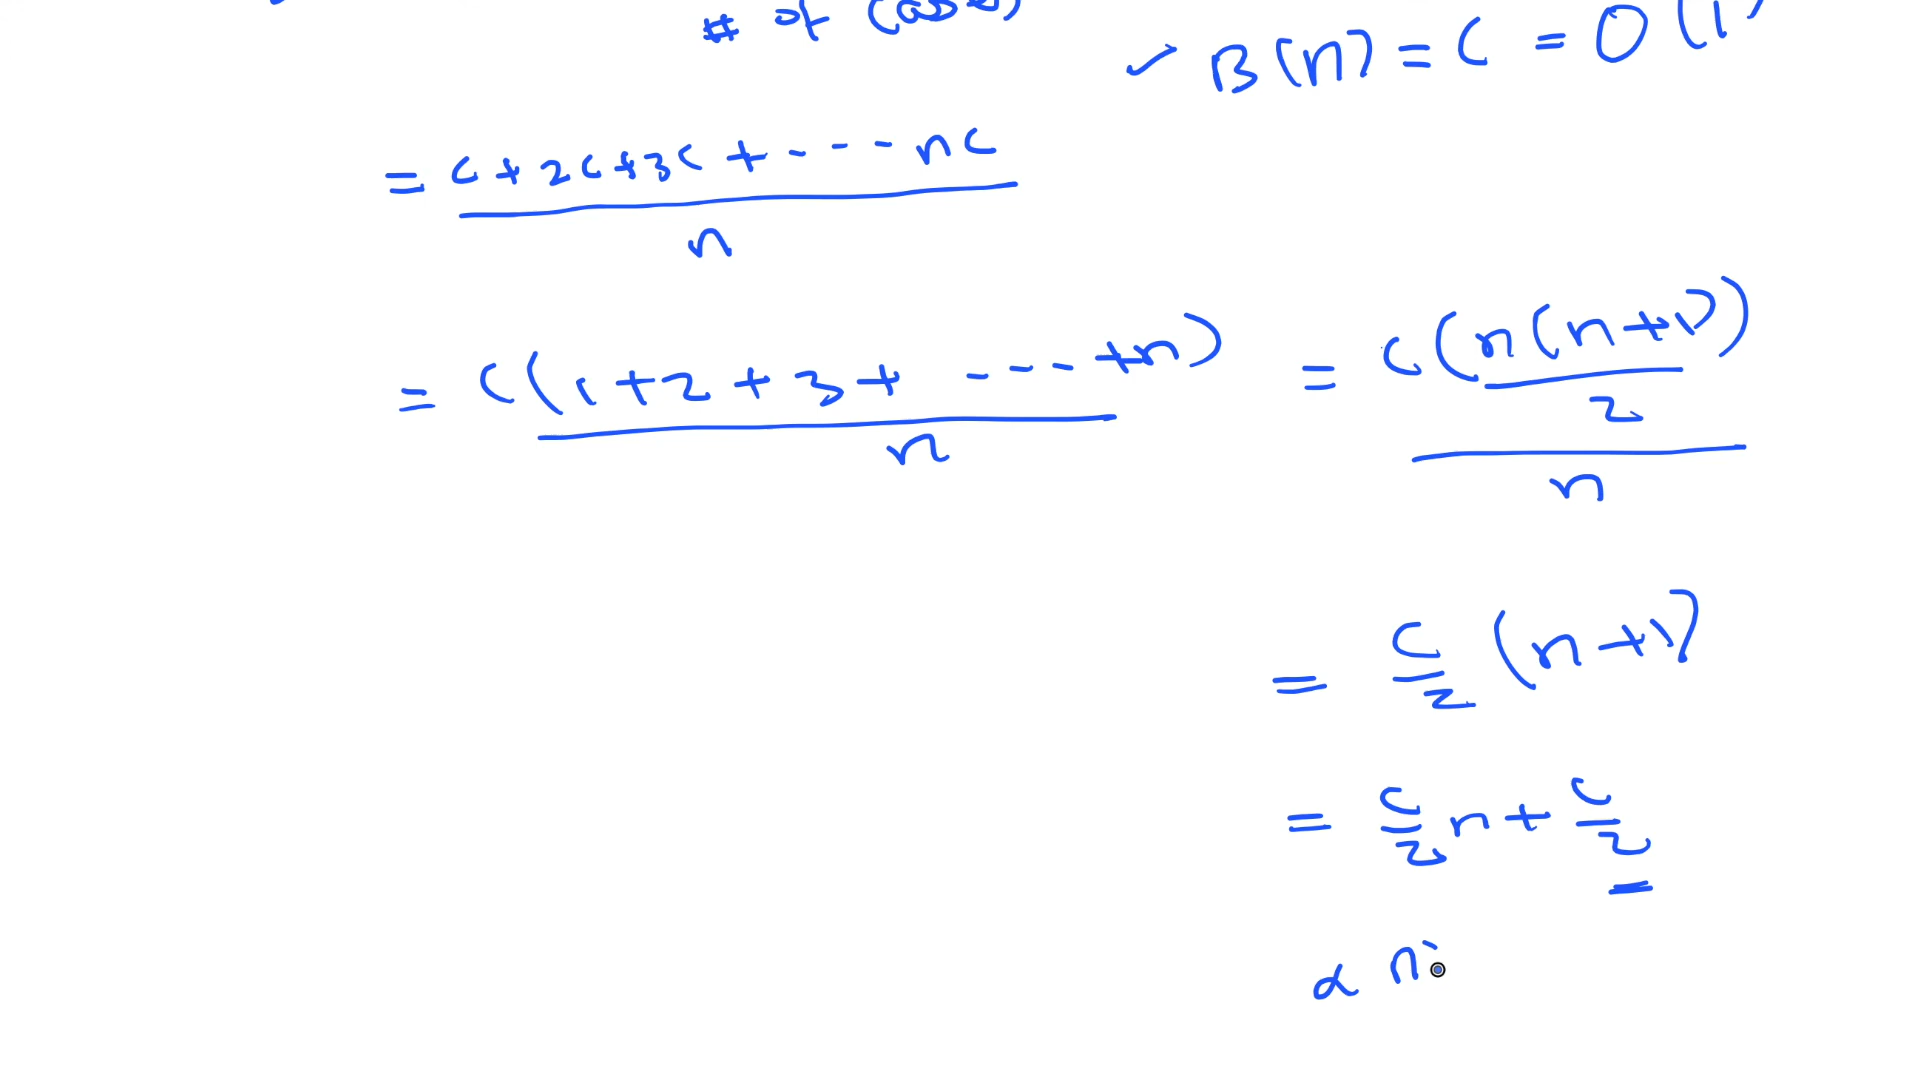 # of cases)
✓ B(n) = C = O(1)
= c + 2c + 3c + - - - nc
n
= C(1 + 2 + 3 + - - - - + n)
n
= C(n(n+1))
2
n
= C/2 (n+1)
= C/2 n + C/2
α n